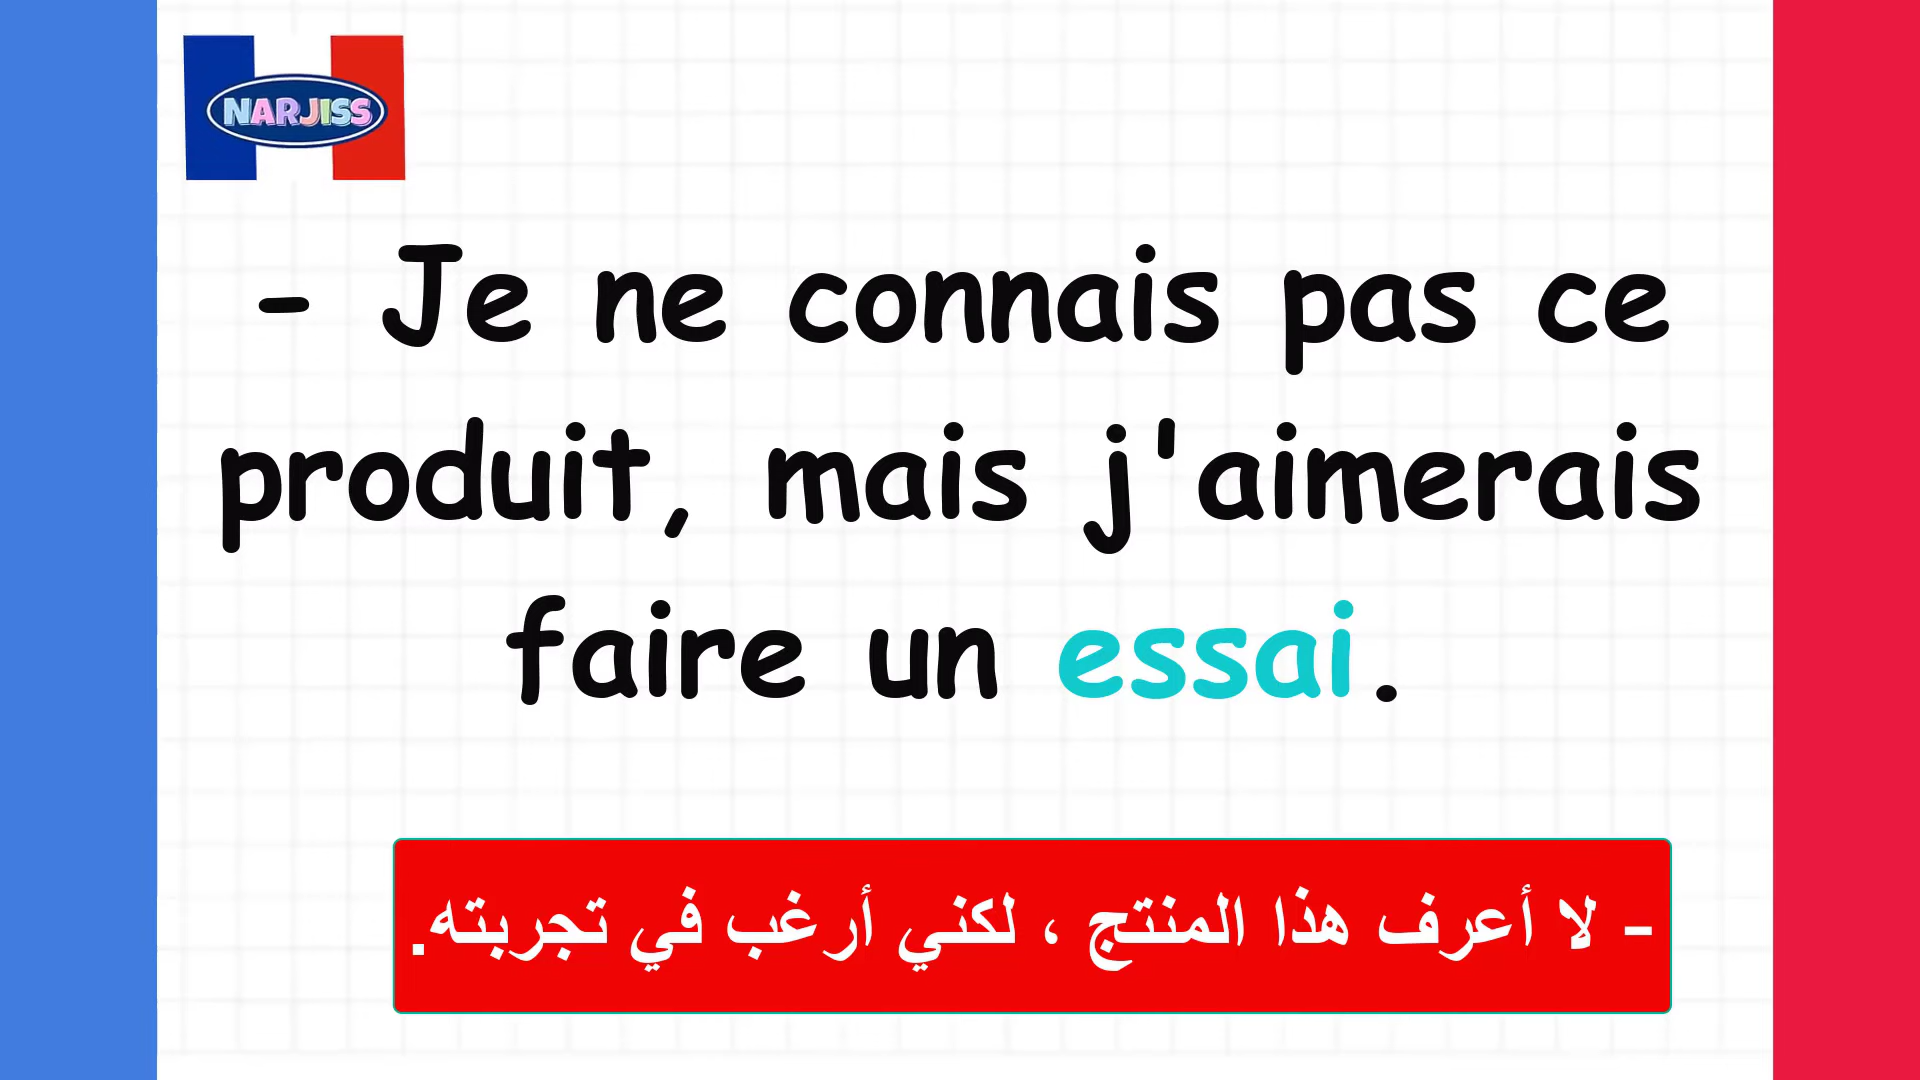 NARJISS
- Je ne connais pas ce
produit, mais j'aimerais
faire un essai.
- لا أعرف هذا المنتج ، لكني أرغب في تجربته.